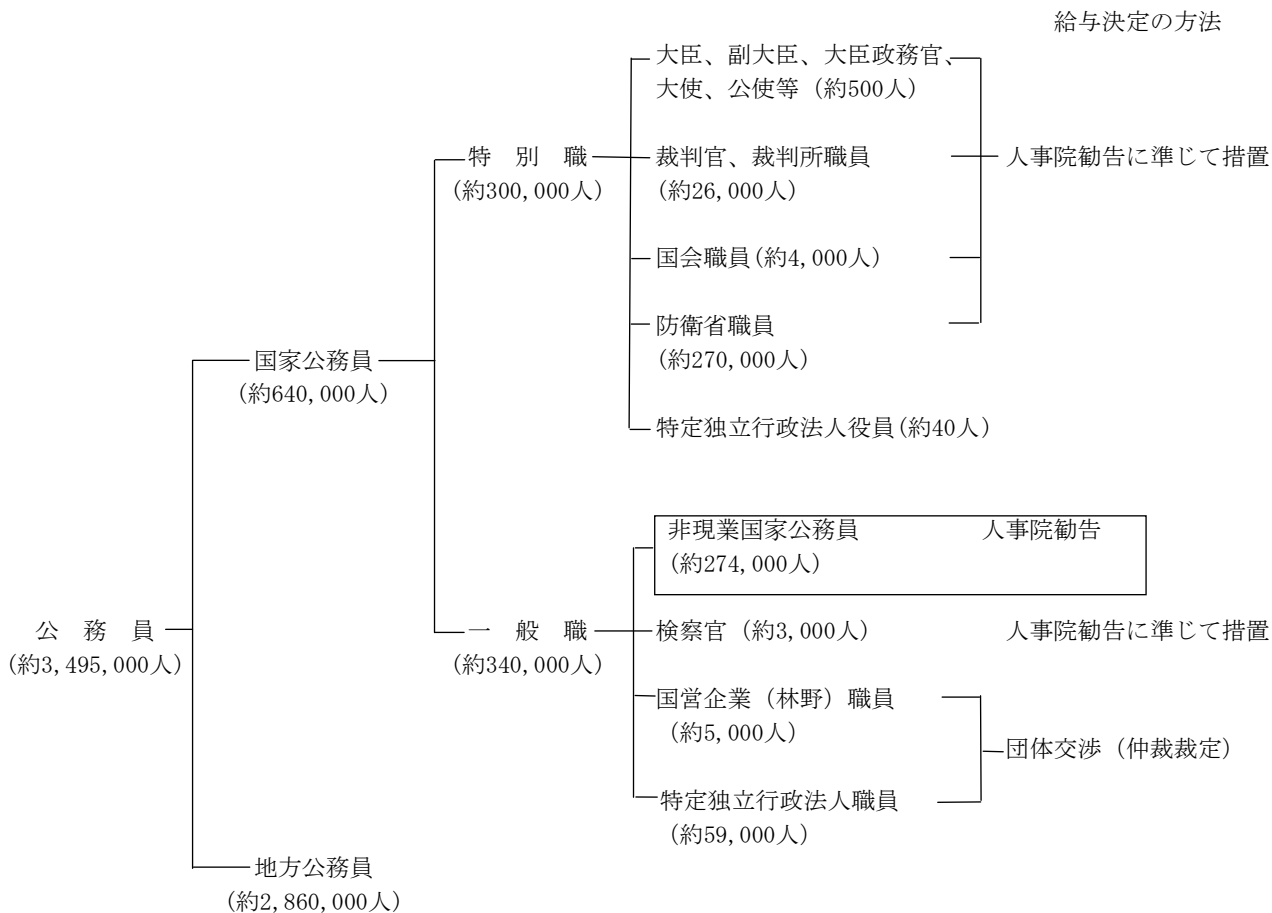 給与決定の方法
大臣、副大臣、大臣政務官、
大使、公使等（約500人）
特　別　職
(約300,000人)
裁判官、裁判所職員
(約26,000人)
人事院勧告に準じて措置
国会職員(約4,000人)
防衛省職員
(約270,000人)
国家公務員
(約640,000人)
特定独立行政法人役員(約40人)
非現業国家公務員　人事院勧告
(約274,000人)
公　務　員
(約3,495,000人)
一　般　職
(約340,000人)
検察官（約3,000人）
人事院勧告に準じて措置
国営企業（林野）職員
(約5,000人)
団体交渉（仲裁裁定）
特定独立行政法人職員
(約59,000人)
地方公務員
(約2,860,000人)